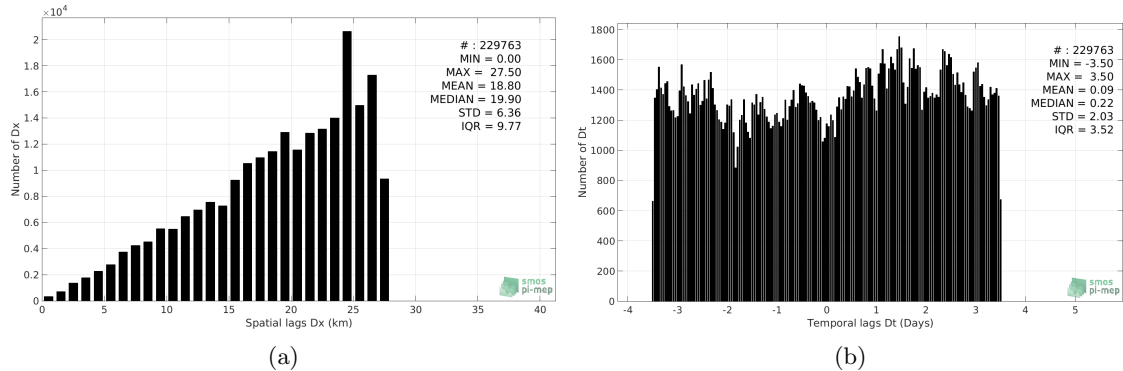 ×10⁴
2
1.8
1.6
1.4
1.2
1
0.8
0.6
0.4
0.2
0
Number of Dx
# : 229763
MIN = 0.00
MAX = 27.50
MEAN = 18.80
MEDIAN = 19.90
STD = 6.36
IQR = 9.77
smos
pi-mep
0 5 10 15 20 25 30 35 40
Spatial lags Dx (km)
(a)
1800
1600
1400
1200
1000
800
600
400
200
0
Number of Dt
# : 229763
MIN = -3.50
MAX = 3.50
MEAN = 0.09
MEDIAN = 0.22
STD = 2.03
IQR = 3.52
smos
pi-mep
-4 -3 -2 -1 0 1 2 3 4 5
Temporal lags Dt (Days)
(b)